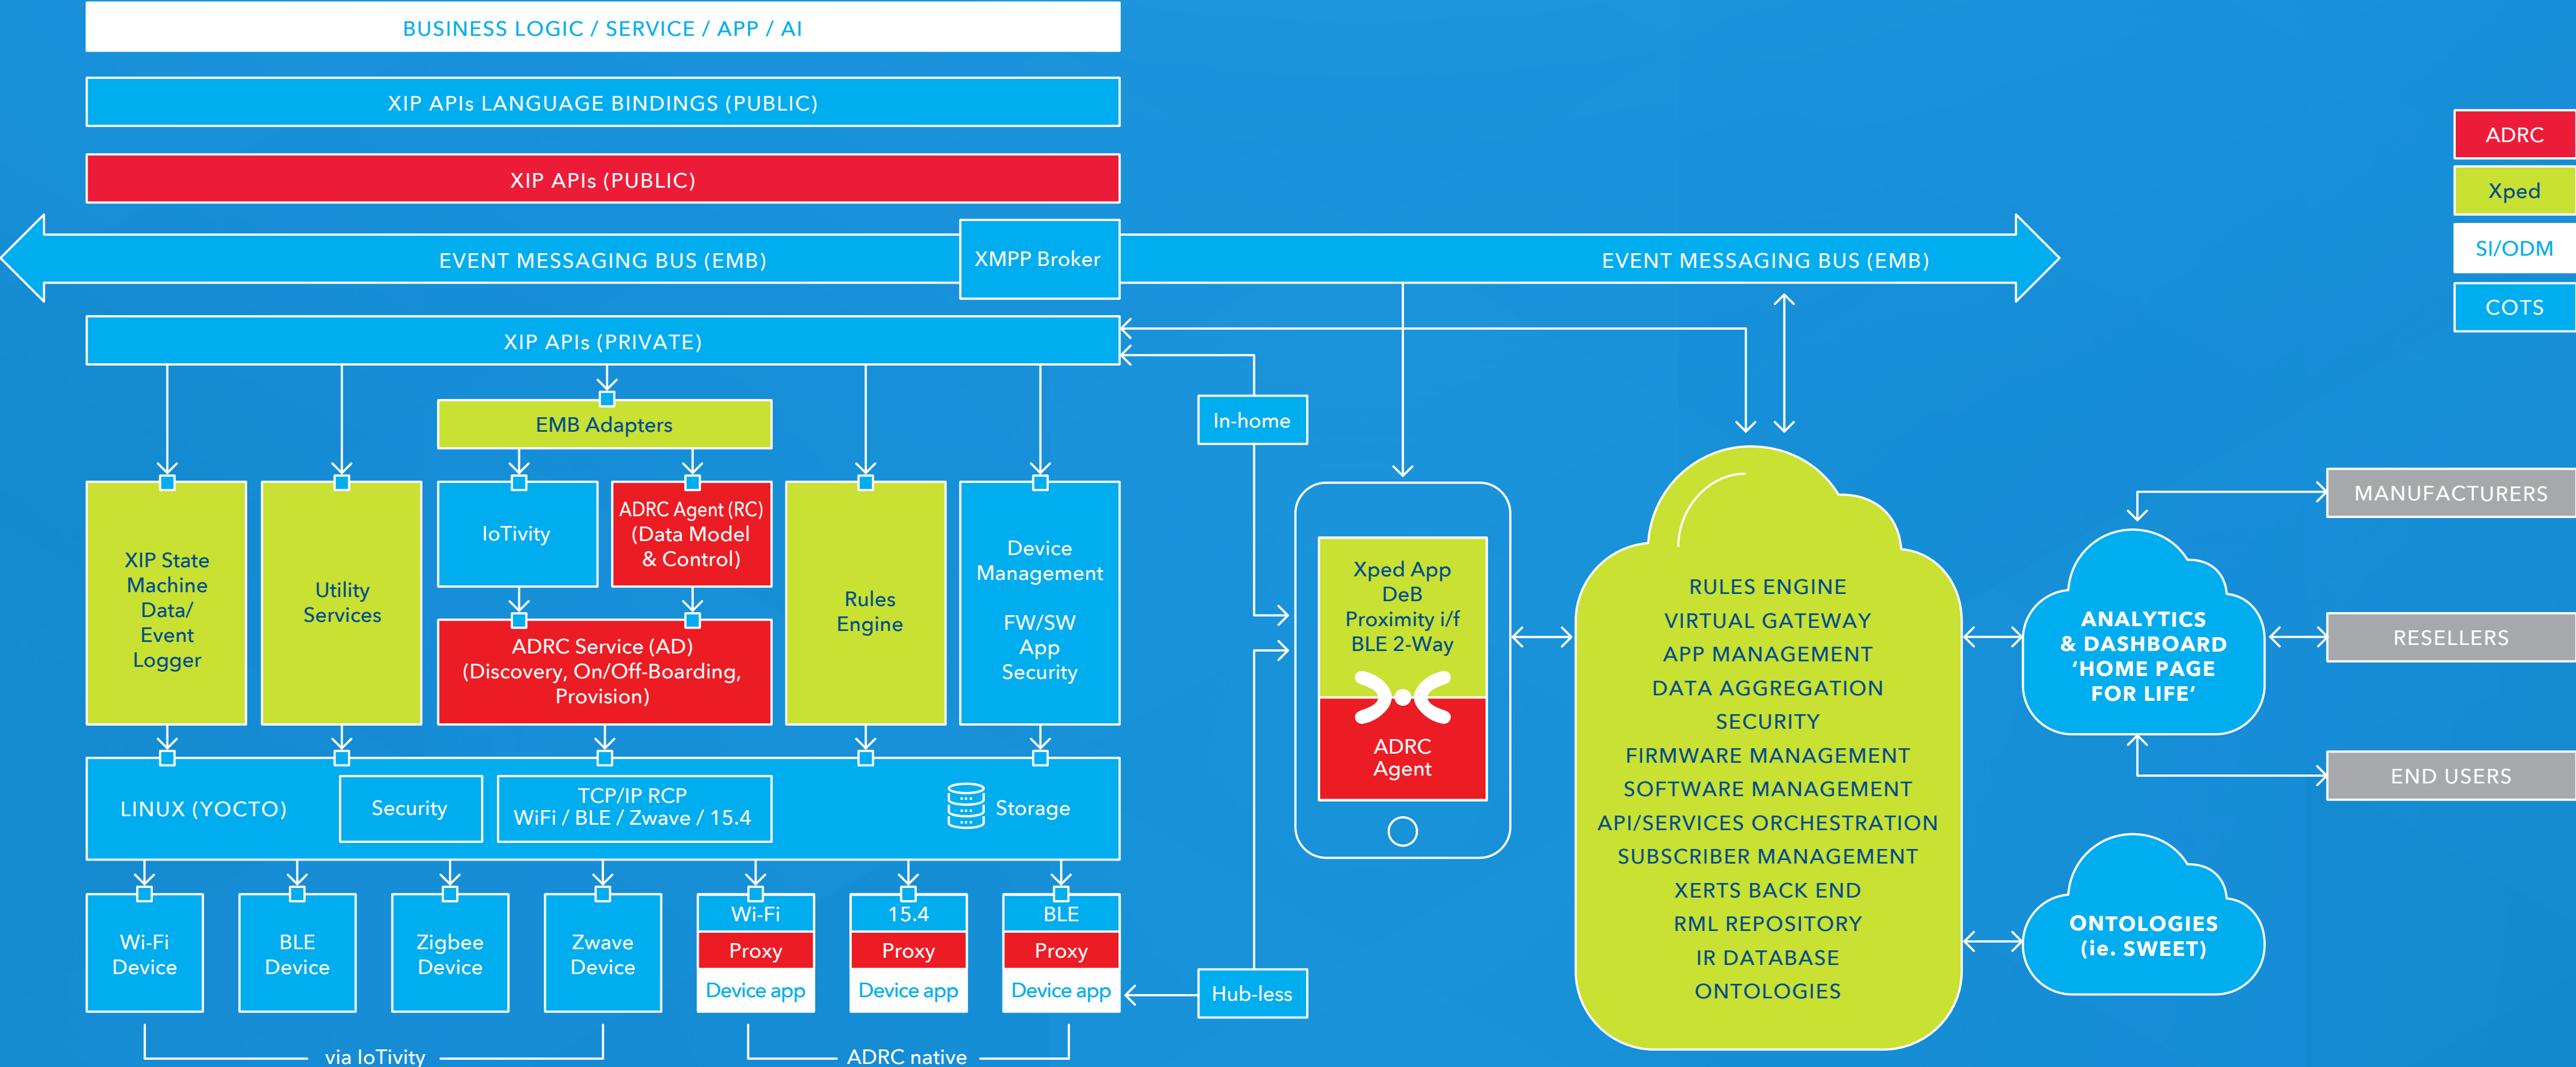 BUSINESS LOGIC / SERVICE / APP / AI
XIP APIs LANGUAGE BINDINGS (PUBLIC)
XIP APIs (PUBLIC)
EVENT MESSAGING BUS (EMB)
XMPP Broker
EVENT MESSAGING BUS (EMB)
XIP APIs (PRIVATE)
EMB Adapters
XIP State
Machine
Data/
Event
Logger
Utility
Services
IoTivity
ADRC Agent (RC)
(Data Model
& Control)
ADRC Service (AD)
(Discovery, On/Off-Boarding,
Provision)
Rules
Engine
Device
Management
FW/SW
App
Security
LINUX (YOCTO)
Security
TCP/IP RCP
WiFi / BLE / Zwave / 15.4
Storage
Wi-Fi
Device
BLE
Device
Zigbee
Device
Zwave
Device
Wi-Fi
Proxy
Device app
15.4
Proxy
Device app
BLE
Proxy
Device app
via IoTivity
ADRC native
In-home
Hub-less
Xped App
DeB
Proximity i/f
BLE 2-Way
ADRC
Agent
RULES ENGINE
VIRTUAL GATEWAY
APP MANAGEMENT
DATA AGGREGATION
SECURITY
FIRMWARE MANAGEMENT
SOFTWARE MANAGEMENT
API/SERVICES ORCHESTRATION
SUBSCRIBER MANAGEMENT
XERTS BACK END
RML REPOSITORY
IR DATABASE
ONTOLOGIES
ANALYTICS
& DASHBOARD
‘HOME PAGE
FOR LIFE’
ONTOLOGIES
(ie. SWEET)
ADRC
Xped
SI/ODM
COTS
MANUFACTURERS
RESELLERS
END USERS